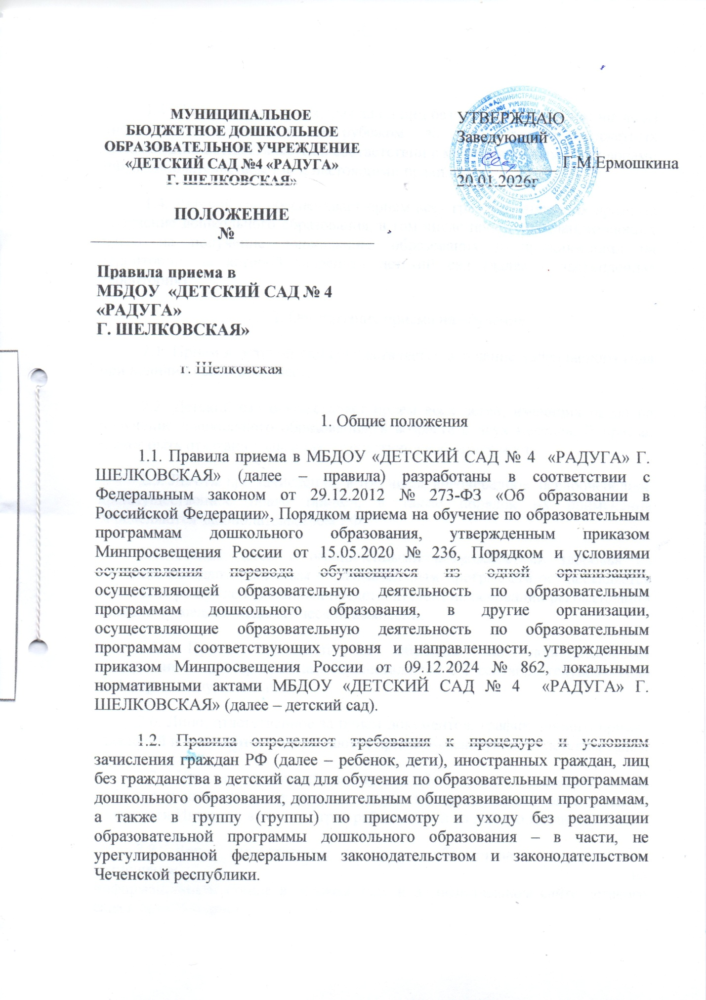 МУНИЦИПАЛЬНОЕ
БЮДЖЕТНОЕ ДОШКОЛЬНОЕ
ОБРАЗОВАТЕЛЬНОЕ УЧРЕЖДЕНИЕ
«ДЕТСКИЙ САД №4 «РАДУГА»
Г. ШЕЛКОВСКАЯ»
УТВЕРЖДАЮ
Заведующий
Г.М.Ермошкина
20.01.2026г
ПОЛОЖЕНИЕ
№
Правила приема в
МБДОУ «ДЕТСКИЙ САД № 4
«РАДУГА»
Г. ШЕЛКОВСКАЯ»
г. Шелковская
1. Общие положения
1.1. Правила приема в МБДОУ «ДЕТСКИЙ САД № 4 «РАДУГА» Г.
ШЕЛКОВСКАЯ» (далее – правила) разработаны в соответствии с
Федеральным законом от 29.12.2012 № 273-ФЗ «Об образовании в
Российской Федерации», Порядком приема на обучение по образовательным
программам дошкольного образования, утвержденным приказом
Минпросвещения России от 15.05.2020 № 236, Порядком и условиями
осуществления перевода обучающихся из одной организации,
осуществляющей образовательную деятельность по образовательным
программам дошкольного образования, в другие организации,
осуществляющие образовательную деятельность по образовательным
программам соответствующих уровня и направленности, утвержденным
приказом Минпросвещения России от 09.12.2024 № 862, локальными
нормативными актами МБДОУ «ДЕТСКИЙ САД № 4 «РАДУГА» Г.
ШЕЛКОВСКАЯ» (далее – детский сад).
1.2. Правила определяют требования к процедуре и условиям
зачисления граждан РФ (далее – ребенок, дети), иностранных граждан, лиц
без гражданства в детский сад для обучения по образовательным программам
дошкольного образования, дополнительным общеразвивающим программам,
а также в группу (группы) по присмотру и уходу без реализации
образовательной программы дошкольного образования – в части, не
урегулированной федеральным законодательством и законодательством
Чеченской республики.